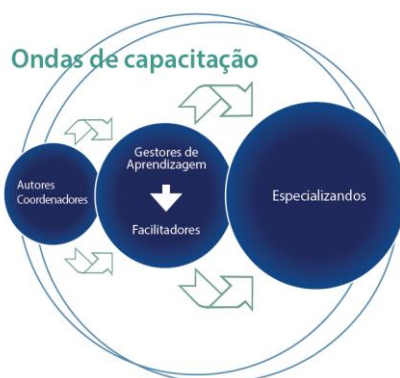 Ondas de capacitação
Autores
Coordenadores
Gestores de
Aprendizagem
Facilitadores
Especializandos